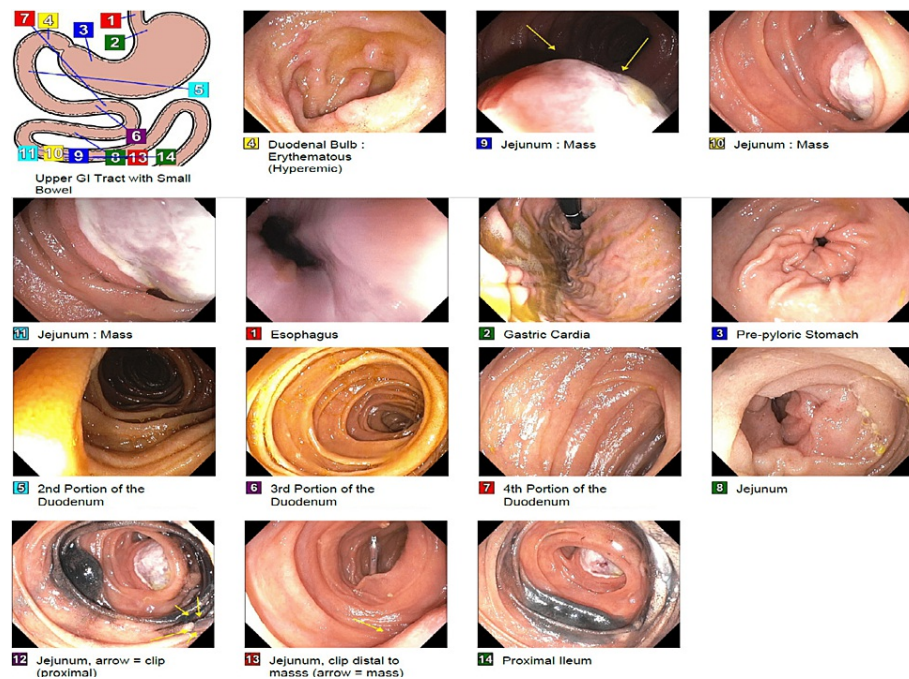 7 4 3 1
2
5
6
11 10 9 8 13 14
Upper GI Tract with Small
Bowel
4 Duodenal Bulb :
Erythematous
(Hyperemic)
9 Jejunum : Mass
10 Jejunum : Mass
11 Jejunum : Mass
1 Esophagus
2 Gastric Cardia
3 Pre-pyloric Stomach
5 2nd Portion of the
Duodenum
6 3rd Portion of the
Duodenum
7 4th Portion of the
Duodenum
8 Jejunum
12 Jejunum, arrow = clip
(proximal)
13 Jejunum, clip distal to
masss (arrow = mass)
14 Proximal Ileum